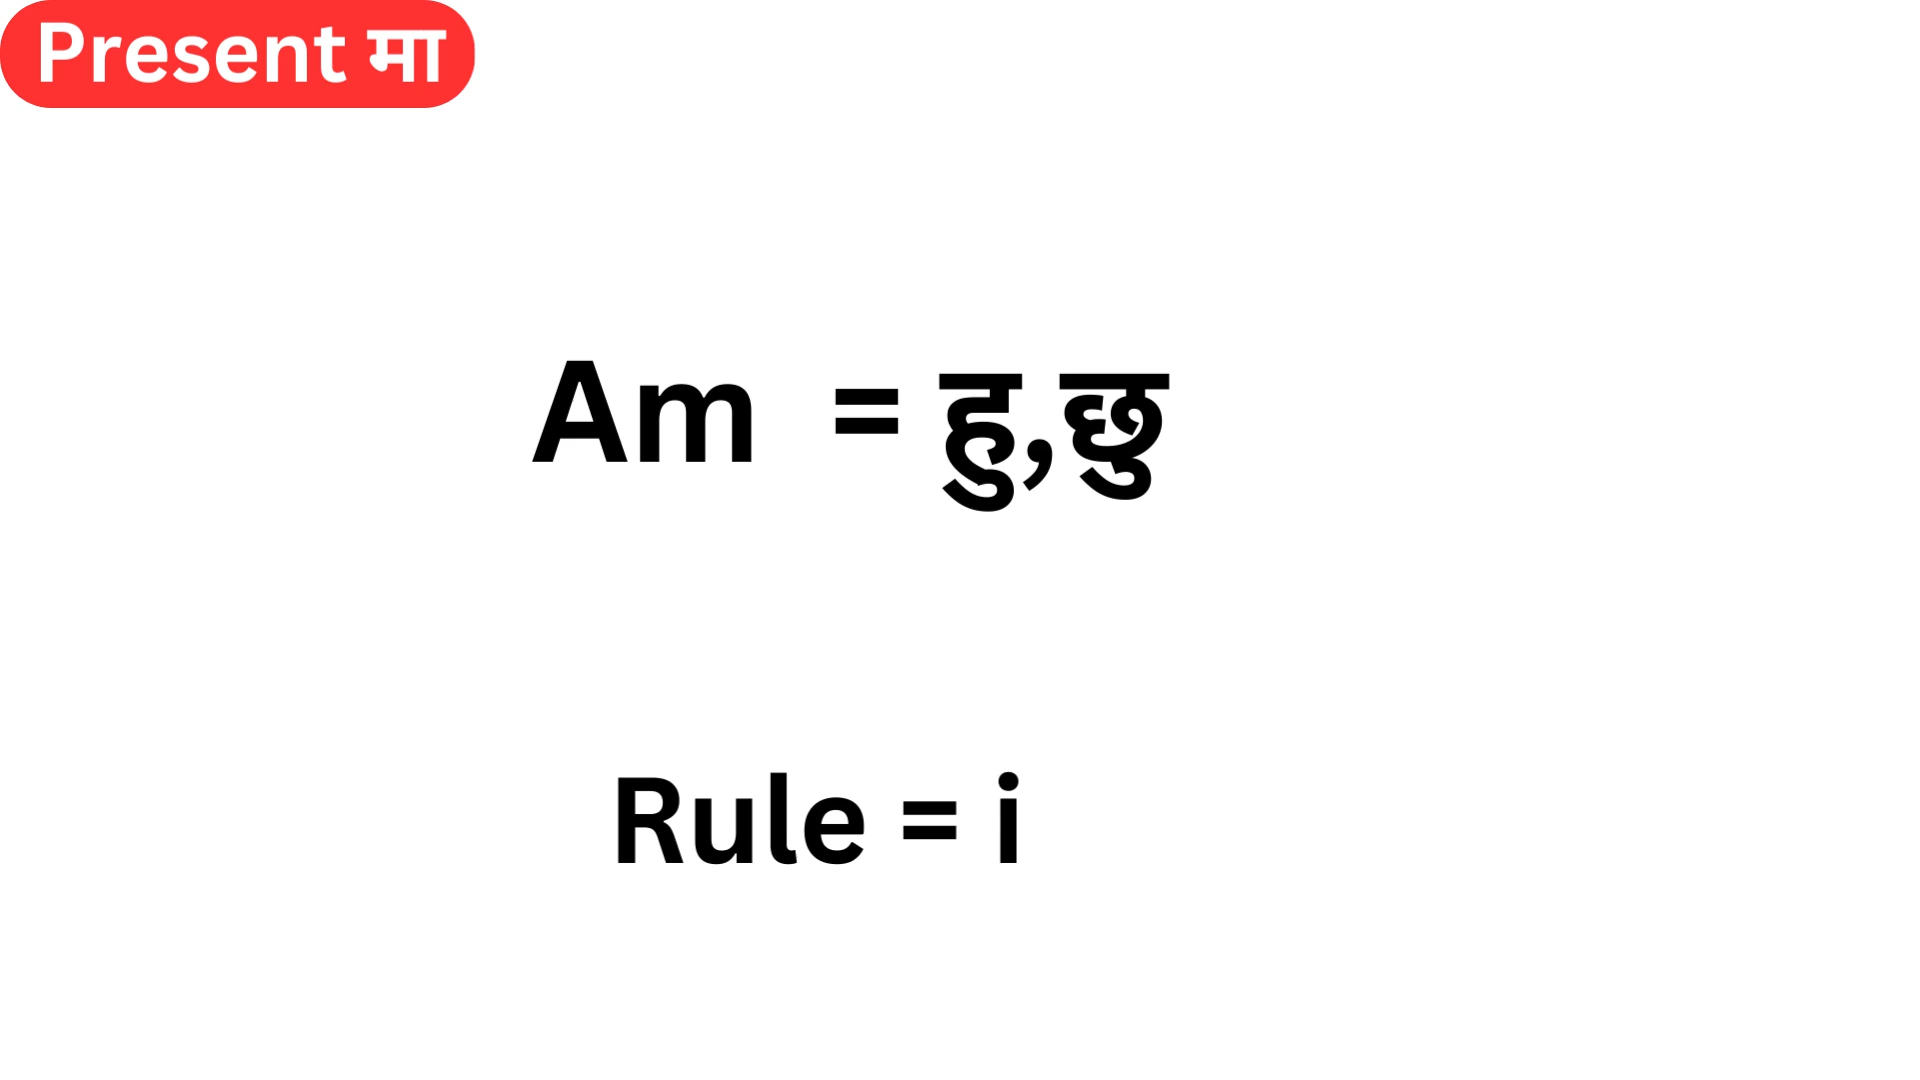 Present मा
Am = हु,छु
Rule = i